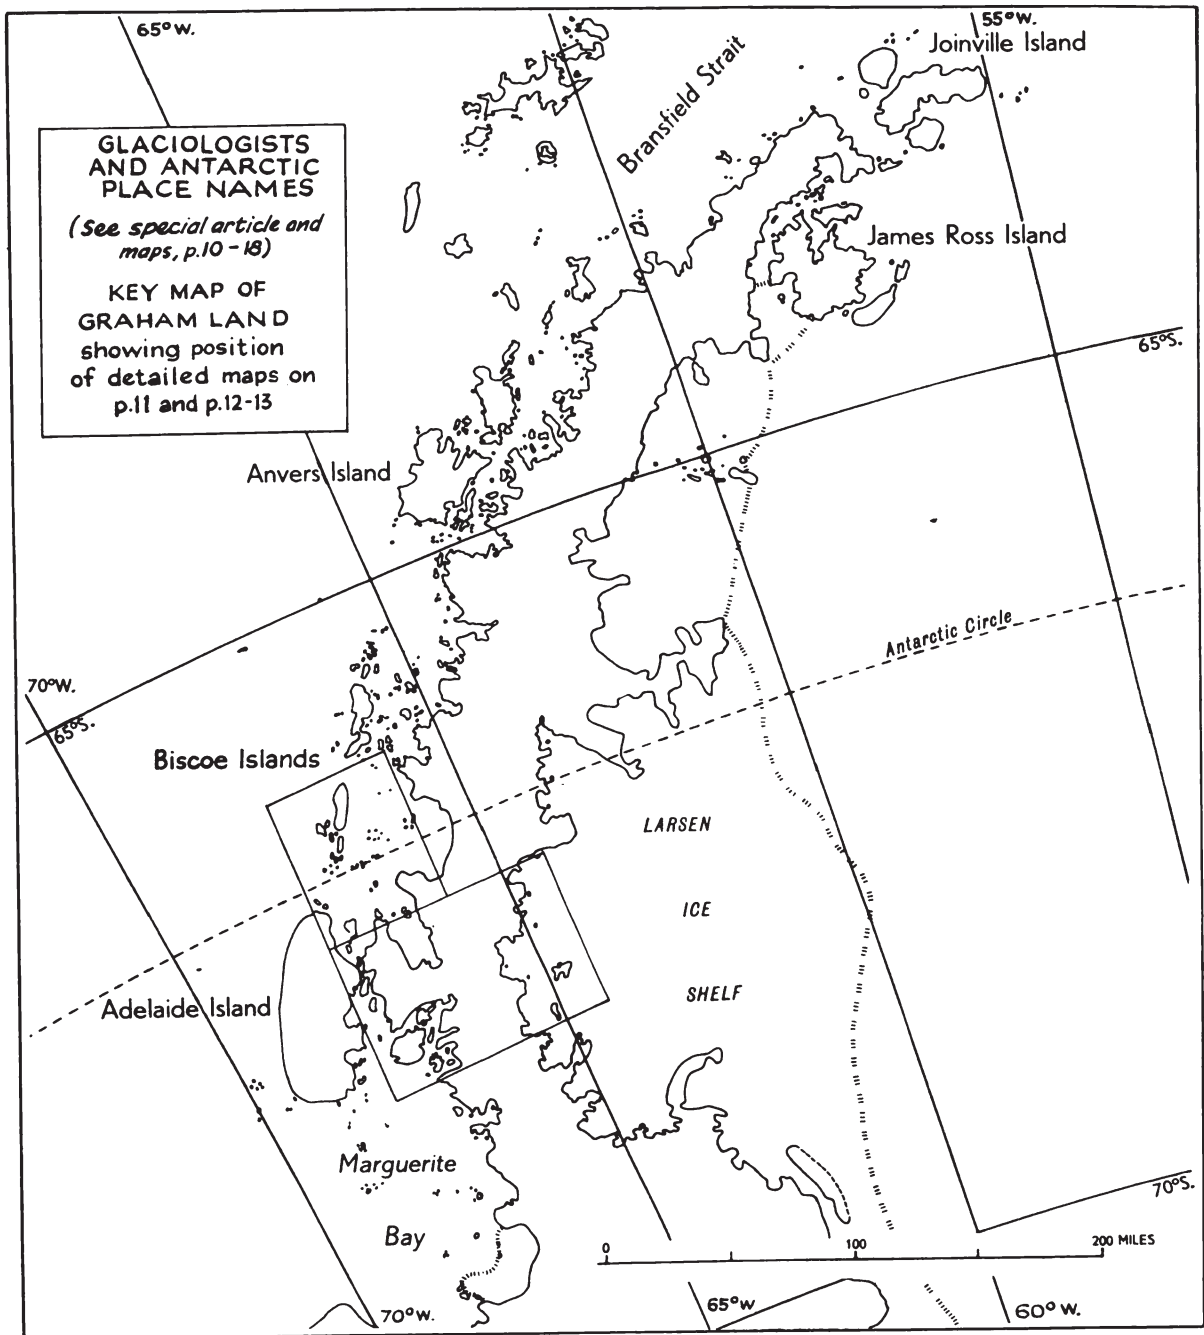 65°W.
55°W.
Joinville Island
Bransfield Strait
GLACIOLOGISTS
AND ANTARCTIC
PLACE NAMES
(See special article and
maps, p.10-18)
KEY MAP OF
GRAHAM LAND
showing position
of detailed maps on
p.11 and p.12-13
James Ross Island
65°S.
Anvers Island
Antarctic Circle
70°W.
65°S.
Biscoe Islands
LARSEN
ICE
SHELF
Adelaide Island
Marguerite
Bay
70°S.
0 100 200 MILES
70°W.
65°W
60°W.